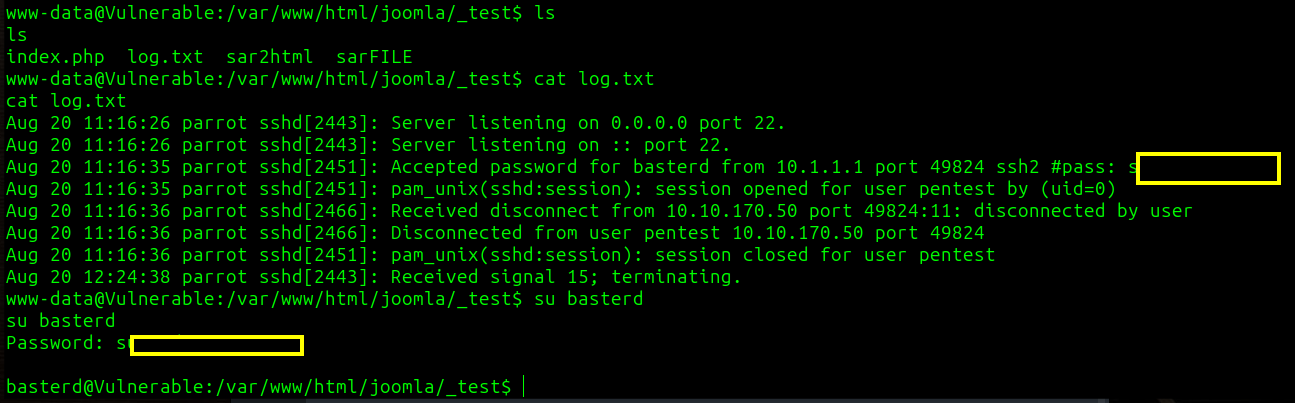 www-data@Vulnerable:/var/www/html/joomla/_test$ ls
ls
index.php  log.txt  sar2html  sarFILE
www-data@Vulnerable:/var/www/html/joomla/_test$ cat log.txt
cat log.txt
Aug 20 11:16:26 parrot sshd[2443]: Server listening on 0.0.0.0 port 22.
Aug 20 11:16:26 parrot sshd[2443]: Server listening on :: port 22.
Aug 20 11:16:35 parrot sshd[2451]: Accepted password for basterd from 10.1.1.1 port 49824 ssh2 #pass: s
Aug 20 11:16:35 parrot sshd[2451]: pam_unix(sshd:session): session opened for user pentest by (uid=0)
Aug 20 11:16:36 parrot sshd[2466]: Received disconnect from 10.10.170.50 port 49824:11: disconnected by user
Aug 20 11:16:36 parrot sshd[2466]: Disconnected from user pentest 10.10.170.50 port 49824
Aug 20 11:16:36 parrot sshd[2451]: pam_unix(sshd:session): session closed for user pentest
Aug 20 12:24:38 parrot sshd[2443]: Received signal 15; terminating.
www-data@Vulnerable:/var/www/html/joomla/_test$ su basterd
su basterd
Password: su
basterd@Vulnerable:/var/www/html/joomla/_test$